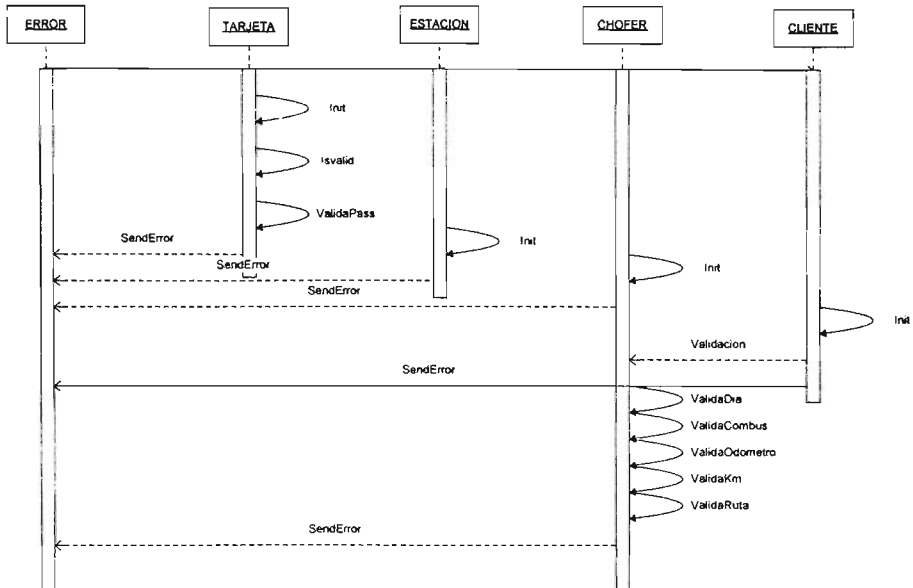 ERROR
TARJETA
ESTACION
CHOFER
CLIENTE
Init
Isvalid
ValidaPass
SendError
Init
SendError
Init
SendError
Init
Validacion
SendError
ValidaDia
ValidaCombus
ValidaOdometro
ValidaKm
ValidaRuta
SendError